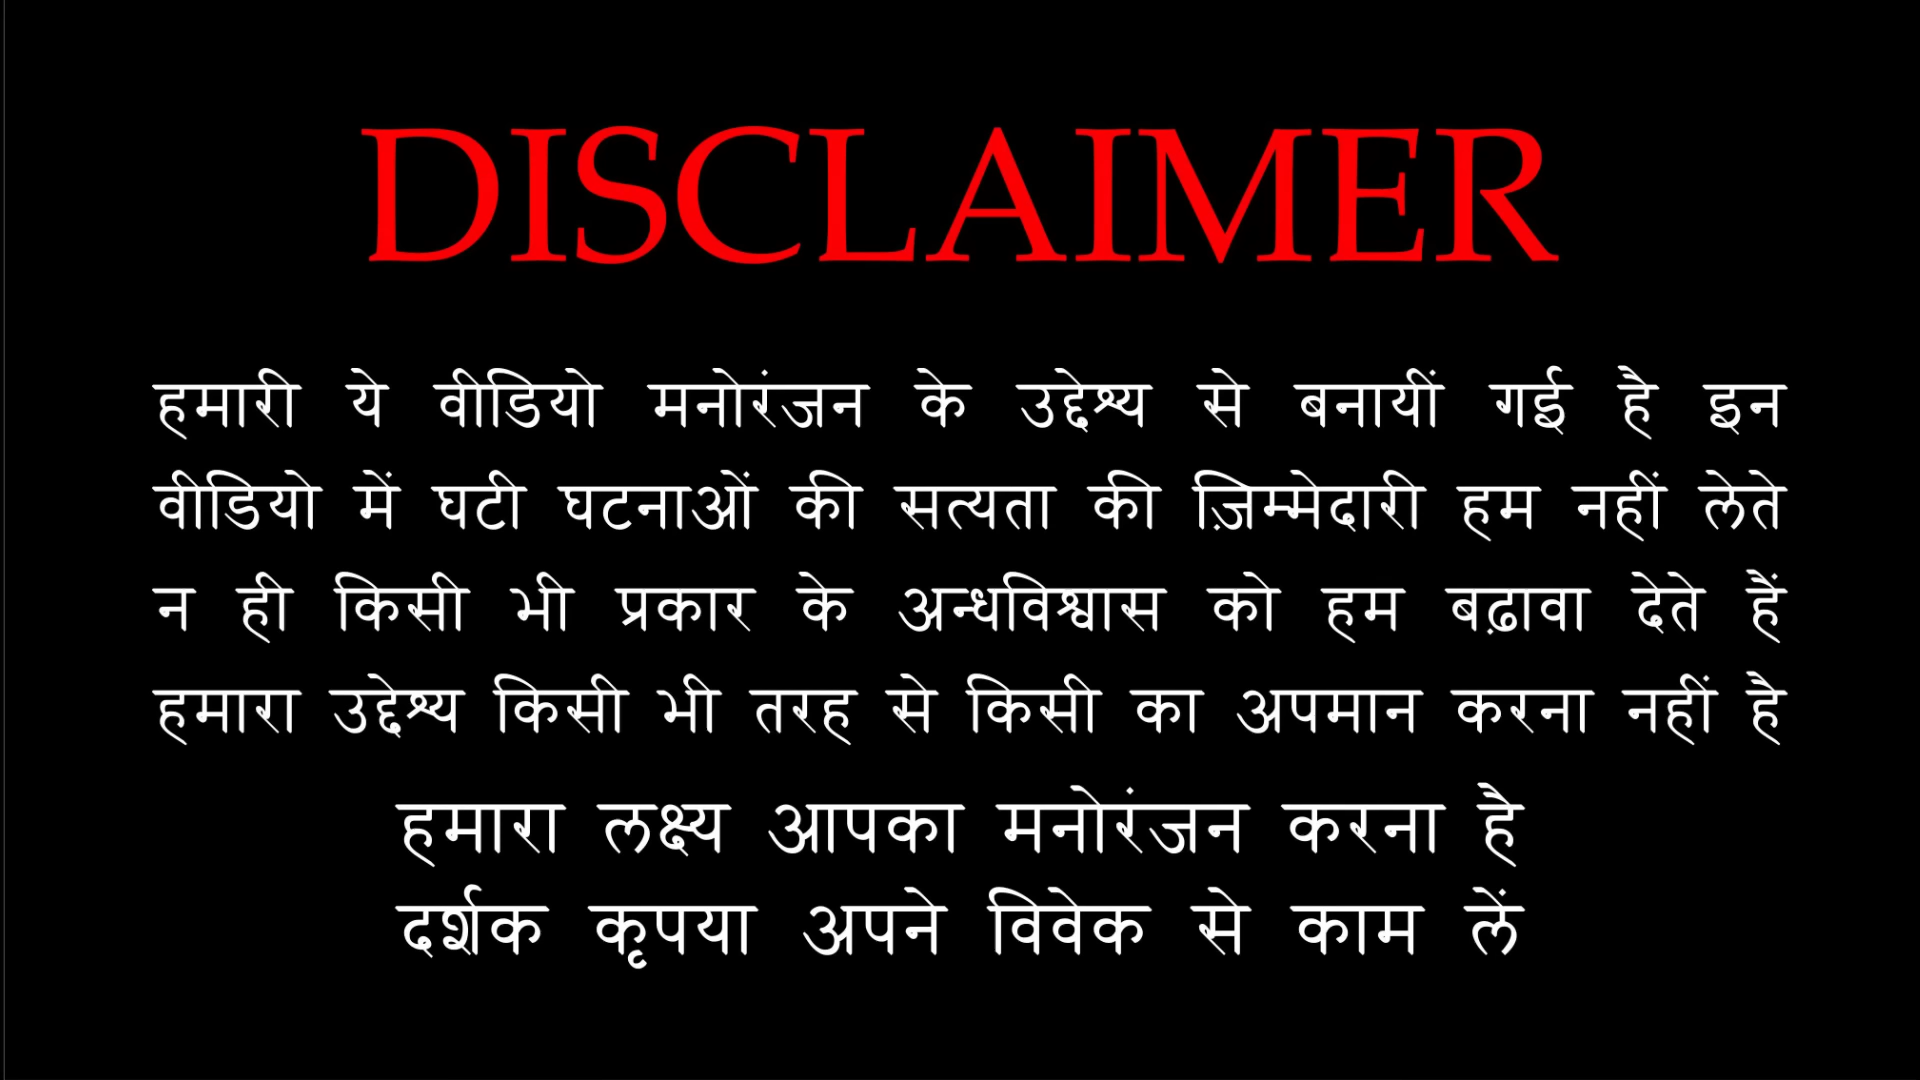 DISCLAIMER
हमारी ये वीडियो मनोरंजन के उद्देश्य से बनायीं गई है इन
वीडियो में घटी घटनाओं की सत्यता की ज़िम्मेदारी हम नहीं लेते
न ही किसी भी प्रकार के अन्धविश्वास को हम बढ़ावा देते हैं
हमारा उद्देश्य किसी भी तरह से किसी का अपमान करना नहीं है
हमारा लक्ष्य आपका मनोरंजन करना है
दर्शक कृपया अपने विवेक से काम लें